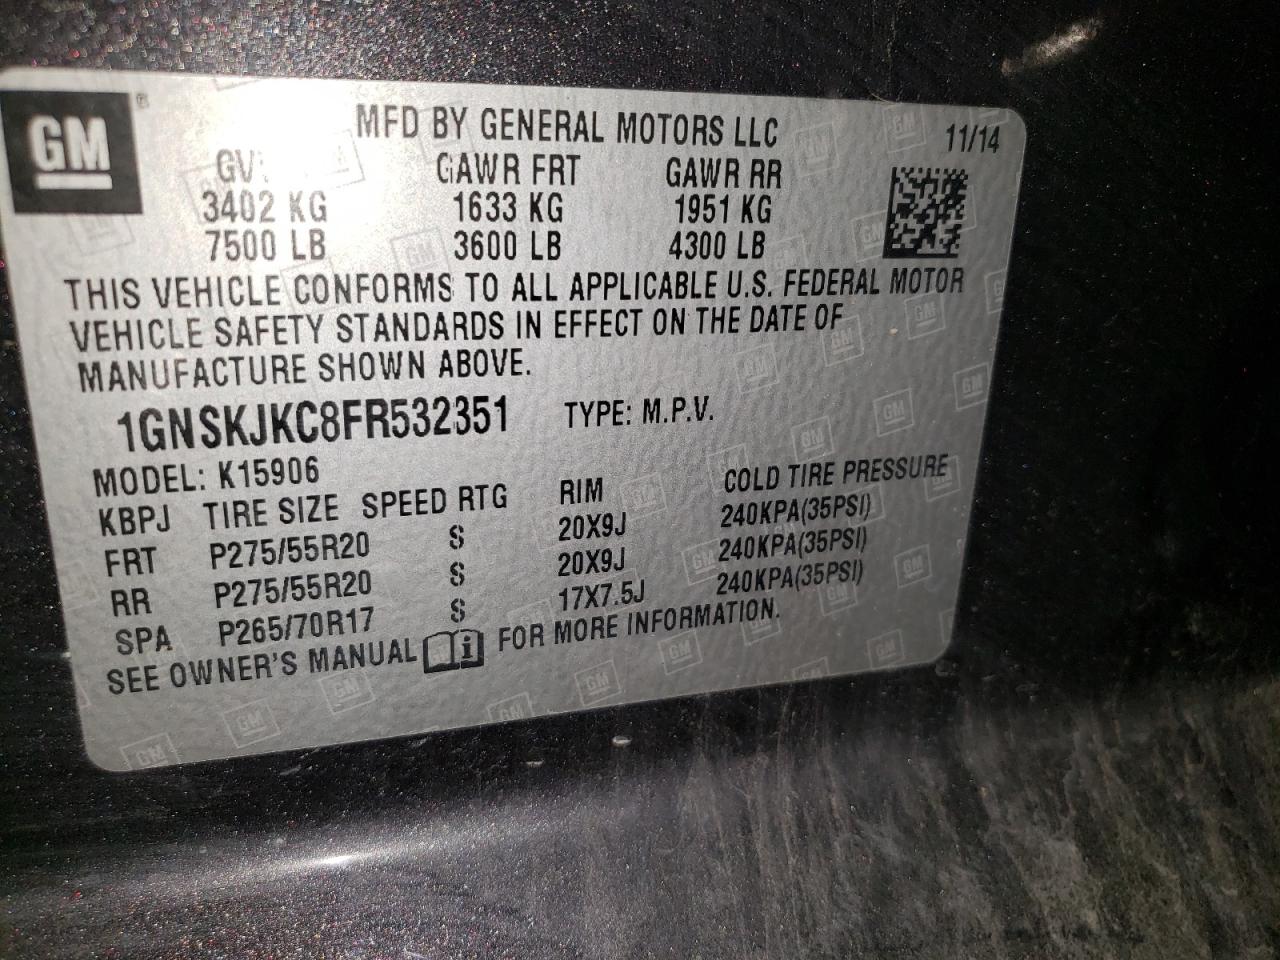 GM ® MFD BY GENERAL MOTORS LLC 11/14
GAWR FRT GAWR RR
3402 KG 1633 KG 1951 KG
7500 LB 3600 LB 4300 LB
THIS VEHICLE CONFORMS TO ALL APPLICABLE U.S. FEDERAL MOTOR
VEHICLE SAFETY STANDARDS IN EFFECT ON THE DATE OF
MANUFACTURE SHOWN ABOVE.
1GNSKJKC8FR532351 TYPE: M.P.V.
MODEL: K15906
KBPJ TIRE SIZE SPEED RTG RIM COLD TIRE PRESSURE
FRT P275/55R20 S 20X9J 240KPA(35PSI)
RR P275/55R20 S 20X9J 240KPA(35PSI)
SPA P265/70R17 S 17X7.5J 240KPA(35PSI)
SEE OWNER'S MANUAL i FOR MORE INFORMATION.